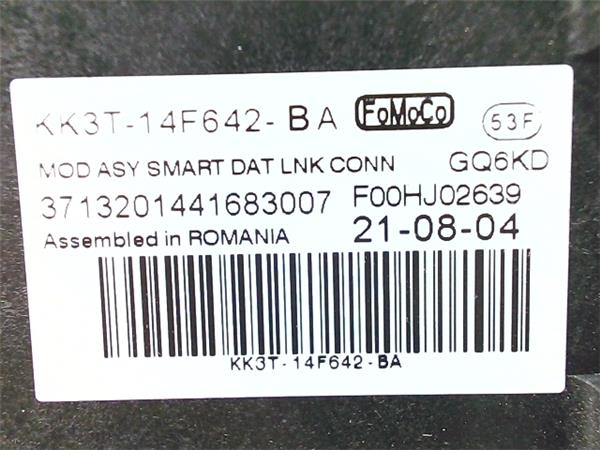 KK3T-14F642-BA FoMoCo 53F
MOD ASY SMART DAT LNK CONN GQ6KD
3713201441683007 F00HJ02639
Assembled in ROMANIA 21-08-04
KK3T-14F642-BA